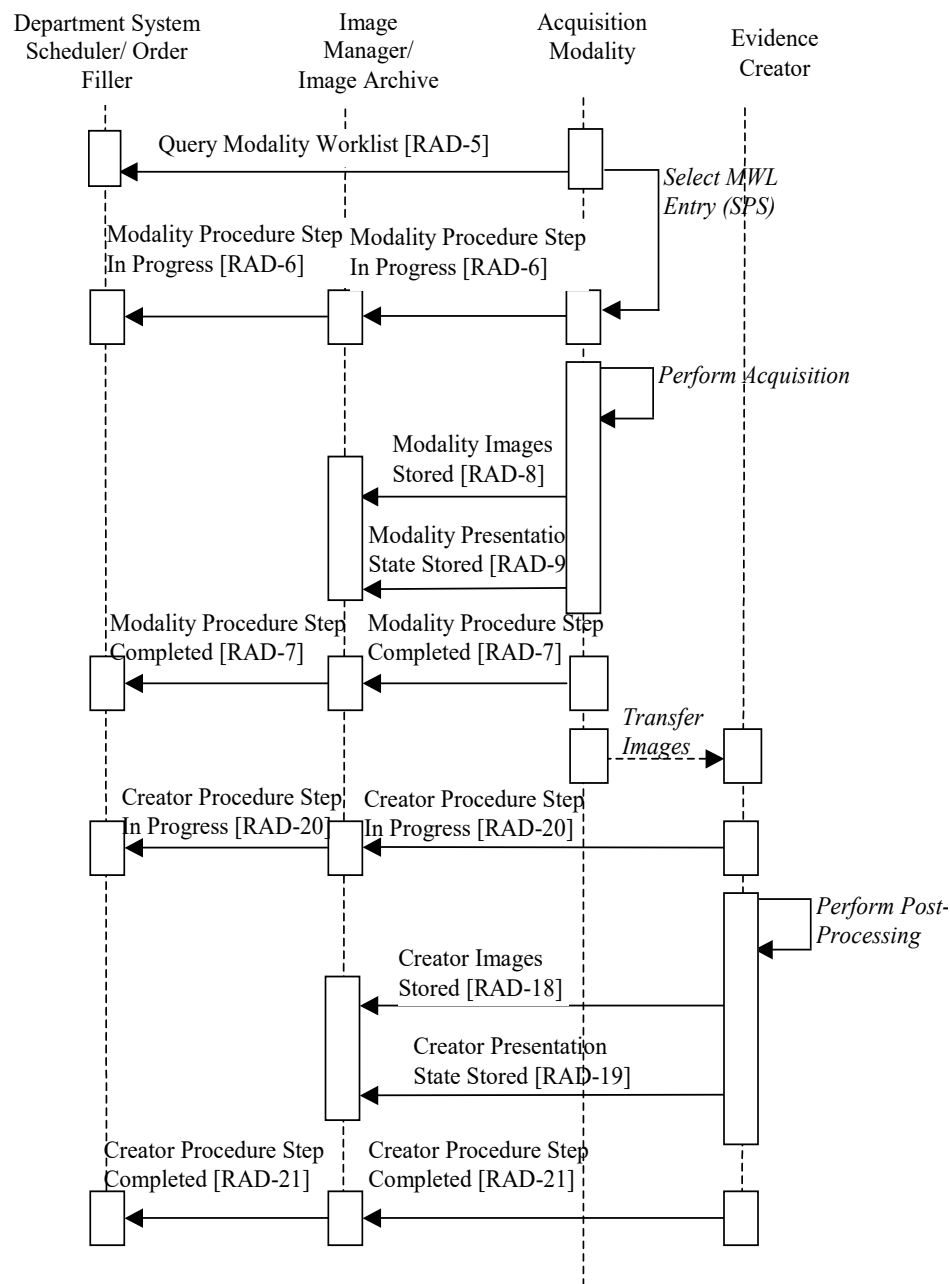 Department System
Scheduler/ Order
Filler
Image
Manager/
Image Archive
Acquisition
Modality
Evidence
Creator
Query Modality Worklist [RAD-5]
Select MWL
Entry (SPS)
Modality Procedure Step
In Progress [RAD-6]
Modality Procedure Step
In Progress [RAD-6]
Perform Acquisition
Modality Images
Stored [RAD-8]
Modality Presentatio
State Stored [RAD-9
Modality Procedure Step
Completed [RAD-7]
Modality Procedure Step
Completed [RAD-7]
Transfer
Images
Creator Procedure Step
In Progress [RAD-20]
Creator Procedure Step
In Progress [RAD-20]
Perform Post-
Processing
Creator Images
Stored [RAD-18]
Creator Presentation
State Stored [RAD-19]
Creator Procedure Step
Completed [RAD-21]
Creator Procedure Step
Completed [RAD-21]